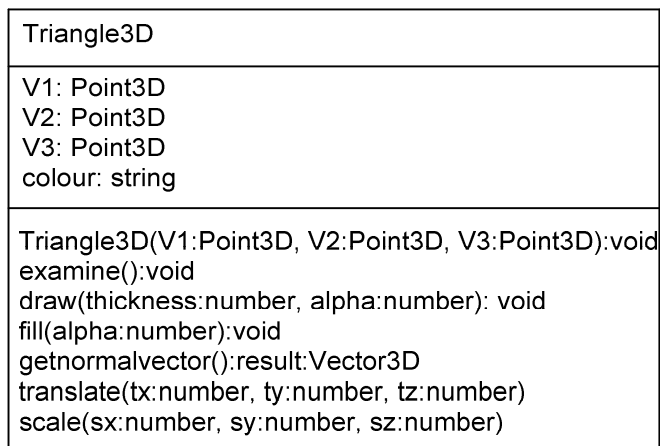 Triangle3D
V1: Point3D
V2: Point3D
V3: Point3D
colour: string
Triangle3D(V1:Point3D, V2:Point3D, V3:Point3D):void
examine():void
draw(thickness:number, alpha:number): void
fill(alpha:number):void
getnormalvector():result:Vector3D
translate(tx:number, ty:number, tz:number)
scale(sx:number, sy:number, sz:number)